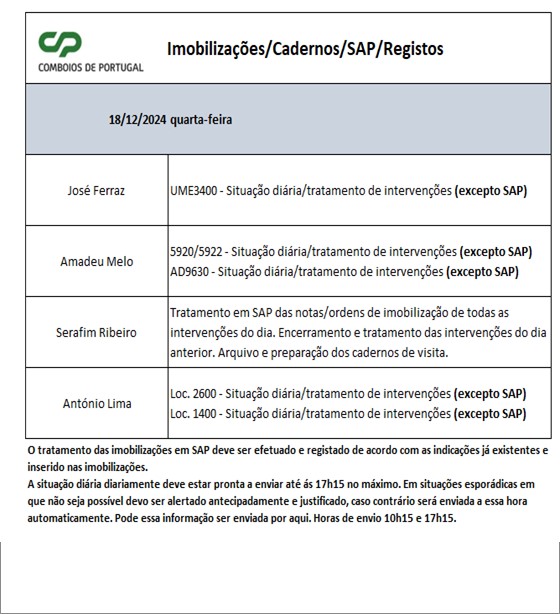 CP
COMBOIOS DE PORTUGAL
Imobilizações/Cadernos/SAP/Registos
18/12/2024 quarta-feira
José Ferraz
UME3400 - Situação diária/tratamento de intervenções (excepto SAP)
Amadeu Melo
5920/5922 - Situação diária/tratamento de intervenções (excepto SAP)
AD9630 - Situação diária/tratamento de intervenções (excepto SAP)
Serafim Ribeiro
Tratamento em SAP das notas/ordens de imobilização de todas as
intervenções do dia. Encerramento e tratamento das intervenções do dia
anterior. Arquivo e preparação dos cadernos de visita.
António Lima
Loc. 2600 - Situação diária/tratamento de intervenções (excepto SAP)
Loc. 1400 - Situação diária/tratamento de intervenções (excepto SAP)
O tratamento das imobilizações em SAP deve ser efetuado e registado de acordo com as indicações já existentes e
inserido nas imobilizações.
A situação diária diariamente deve estar pronta a enviar até ás 17h15 no máximo. Em situações esporádicas em
que não seja possível devo ser alertado antecipadamente e justificado, caso contrário será enviada a essa hora
automaticamente. Pode essa informação ser enviada por aqui. Horas de envio 10h15 e 17h15.